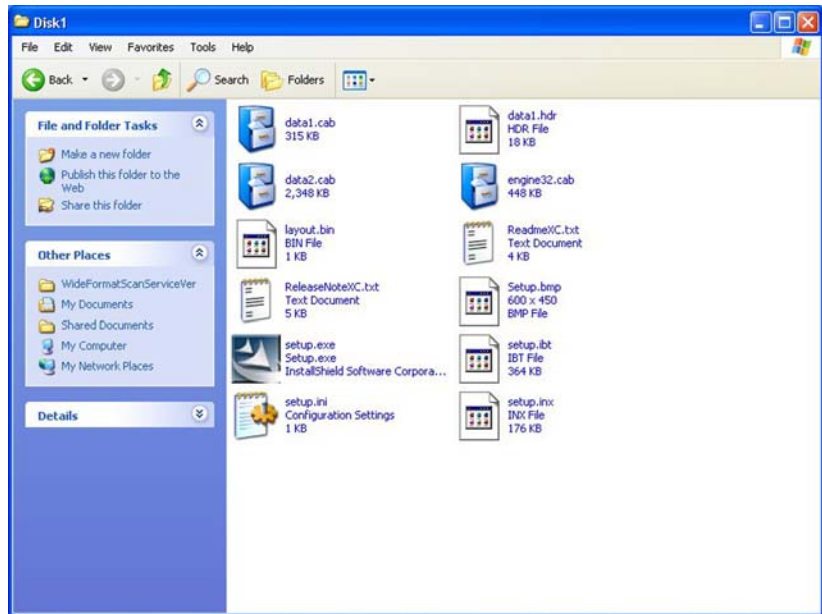 Disk1
File Edit View Favorites Tools Help
Back Search Folders
File and Folder Tasks
Make a new folder
Publish this folder to the
Web
Share this folder
Other Places
WideFormatScanServiceVer
My Documents
Shared Documents
My Computer
My Network Places
Details
data1.cab
315 KB
data1.hdr
HDR File
18 KB
data2.cab
2,348 KB
engine32.cab
448 KB
layout.bin
BIN File
1 KB
ReadmeXC.txt
Text Document
4 KB
ReleaseNoteXC.txt
Text Document
5 KB
Setup.bmp
600 x 450
BMP File
setup.exe
Setup.exe
InstallShield Software Corpora...
setup.ibt
IBT File
364 KB
setup.ini
Configuration Settings
1 KB
setup.inx
INX File
176 KB